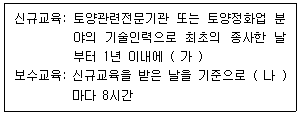 신규교육: 토양관련전문기관 또는 토양정화업 분
야의 기술인력으로 최초의 종사한 날
부터 1년 이내에 ( 가 )
보수교육: 신규교육을 받은 날을 기준으로 ( 나 )
마다 8시간